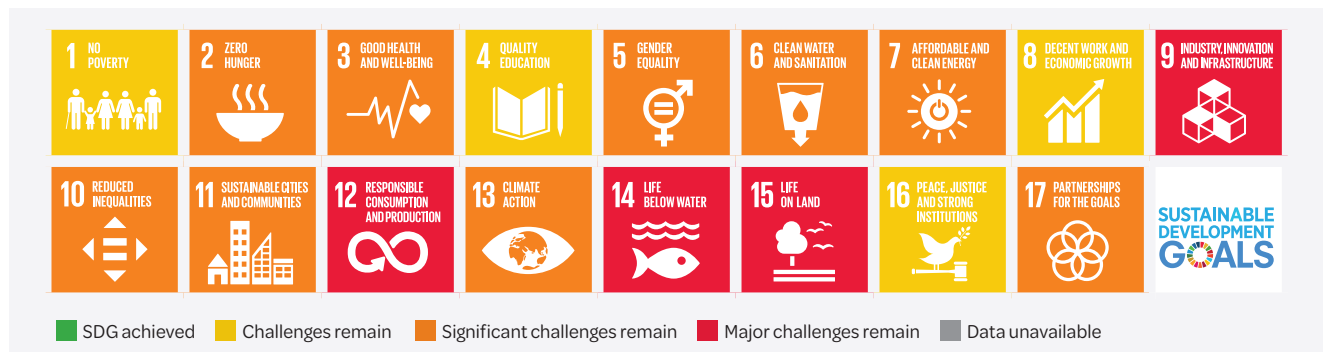 1 NO
POVERTY
2 ZERO
HUNGER
3 GOOD HEALTH
AND WELL-BEING
4 QUALITY
EDUCATION
5 GENDER
EQUALITY
6 CLEAN WATER
AND SANITATION
7 AFFORDABLE AND
CLEAN ENERGY
8 DECENT WORK AND
ECONOMIC GROWTH
9 INDUSTRY, INNOVATION
AND INFRASTRUCTURE
10 REDUCED
INEQUALITIES
11 SUSTAINABLE CITIES
AND COMMUNITIES
12 RESPONSIBLE
CONSUMPTION
AND PRODUCTION
13 CLIMATE
ACTION
14 LIFE
BELOW WATER
15 LIFE
ON LAND
16 PEACE, JUSTICE
AND STRONG
INSTITUTIONS
17 PARTNERSHIPS
FOR THE GOALS
SUSTAINABLE
DEVELOPMENT
GOALS
SDG achieved
Challenges remain
Significant challenges remain
Major challenges remain
Data unavailable